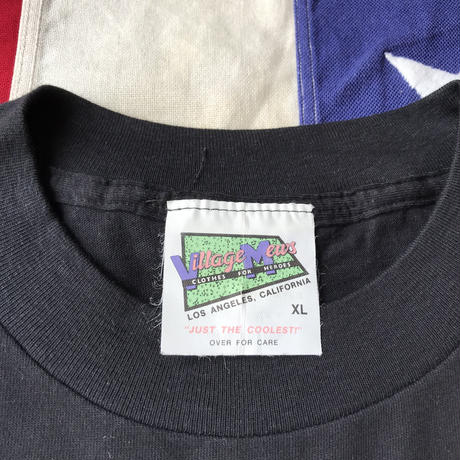 Village Mews
CLOTHES FOR HEROES
LOS ANGELES, CALIFORNIA
XL
"JUST THE COOLEST!"
OVER FOR CARE